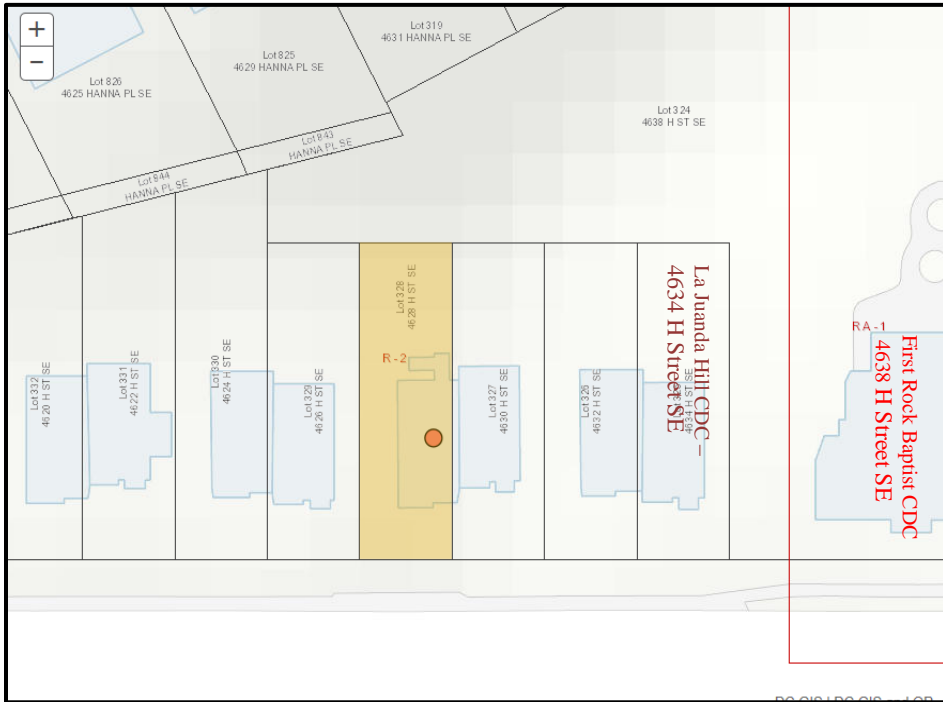 +
−
Lot 319
4631 HANNA PL SE
Lot 825
4629 HANNA PL SE
Lot 826
4625 HANNA PL SE
Lot 324
4638 H ST SE
Lot 843
HANNA PL SE
Lot 844
HANNA PL SE
Lot 332
4620 H ST SE
Lot 331
4622 H ST SE
Lot 330
4624 H ST SE
Lot 329
4626 H ST SE
Lot 328
4628 H ST SE
R-2
Lot 327
4630 H ST SE
Lot 326
4632 H ST SE
4634 H ST SE
La Juanda Hill CDC –
4634 H Street SE
RA-1
First Rock Baptist CDC
4638 H Street SE